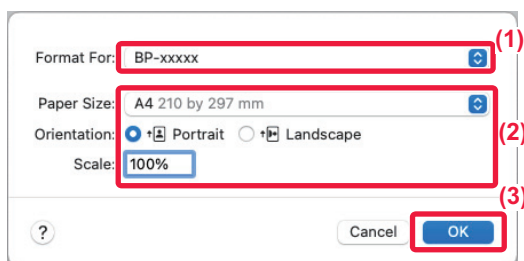 (1)
Format For: BP-xxxxx
Paper Size: A4 210 by 297 mm
Orientation: Portrait Landscape
(2)
Scale: 100%
(3)
? Cancel OK